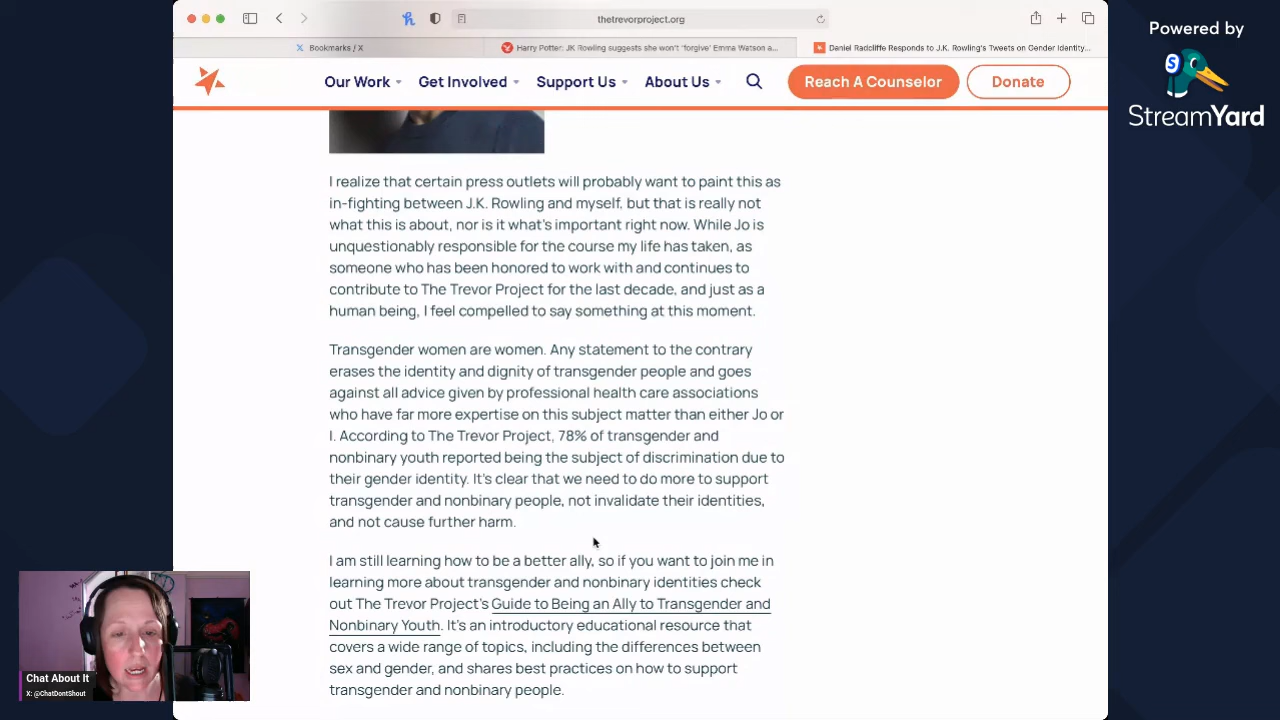 thetrevorproject.org
Bookmarks / X
Harry Potter: JK Rowling suggests she won't 'forgive' Emma Watson a...
Daniel Radcliffe Responds to J.K. Rowling's Tweets on Gender Identity...
Our Work
Get Involved
Support Us
About Us
Reach A Counselor
Donate
Powered by
StreamYard
I realize that certain press outlets will probably want to paint this as
in-fighting between J.K. Rowling and myself, but that is really not
what this is about, nor is it what's important right now. While Jo is
unquestionably responsible for the course my life has taken, as
someone who has been honored to work with and continues to
contribute to The Trevor Project for the last decade, and just as a
human being, I feel compelled to say something at this moment.
Transgender women are women. Any statement to the contrary
erases the identity and dignity of transgender people and goes
against all advice given by professional health care associations
who have far more expertise on this subject matter than either Jo or
I. According to The Trevor Project, 78% of transgender and
nonbinary youth reported being the subject of discrimination due to
their gender identity. It's clear that we need to do more to support
transgender and nonbinary people, not invalidate their identities,
and not cause further harm.
I am still learning how to be a better ally, so if you want to join me in
learning more about transgender and nonbinary identities check
out The Trevor Project's Guide to Being an Ally to Transgender and
Nonbinary Youth. It's an introductory educational resource that
covers a wide range of topics, including the differences between
sex and gender, and shares best practices on how to support
transgender and nonbinary people.
Chat About It
X: @ChatDontShout